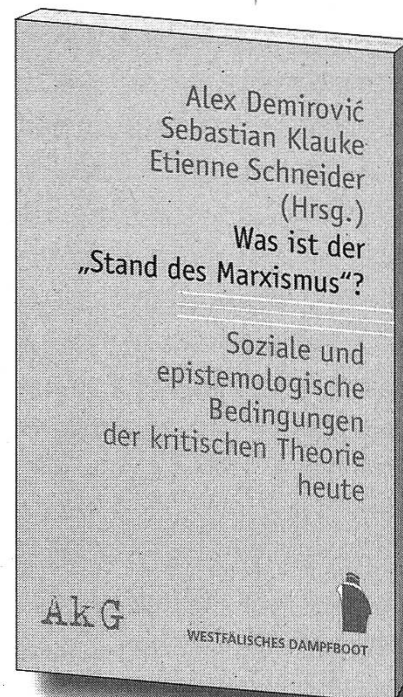 Alex Demirović
Sebastian Klauke
Etienne Schneider
(Hrsg.)
Was ist der
„Stand des Marxismus“?
Soziale und
epistemologische
Bedingungen
der kritischen Theorie
heute
AkG
WESTFÄLISCHES DAMPFBOOT